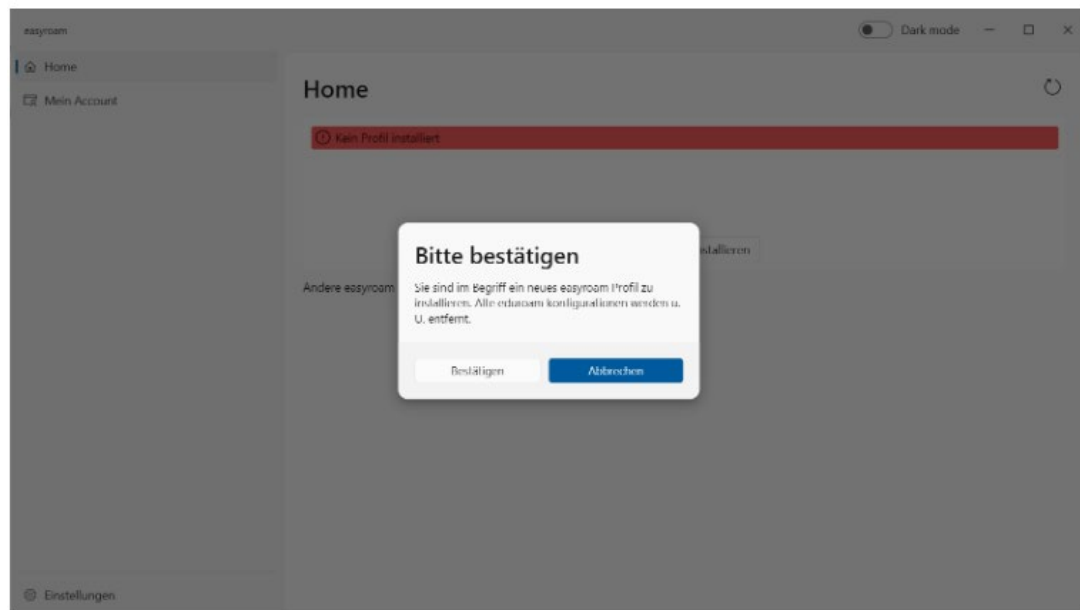 easyroam
Dark mode
Home
Mein Account
Home
Kein Profil installiert
stallieren
Andere easyroam
Bitte bestätigen
Sie sind im Begriff ein neues easyroam Profil zu
installieren. Alte eduroam konfigurationen werden u.
U. entfernt.
Bestätigen
Abbrechen
Einstellungen